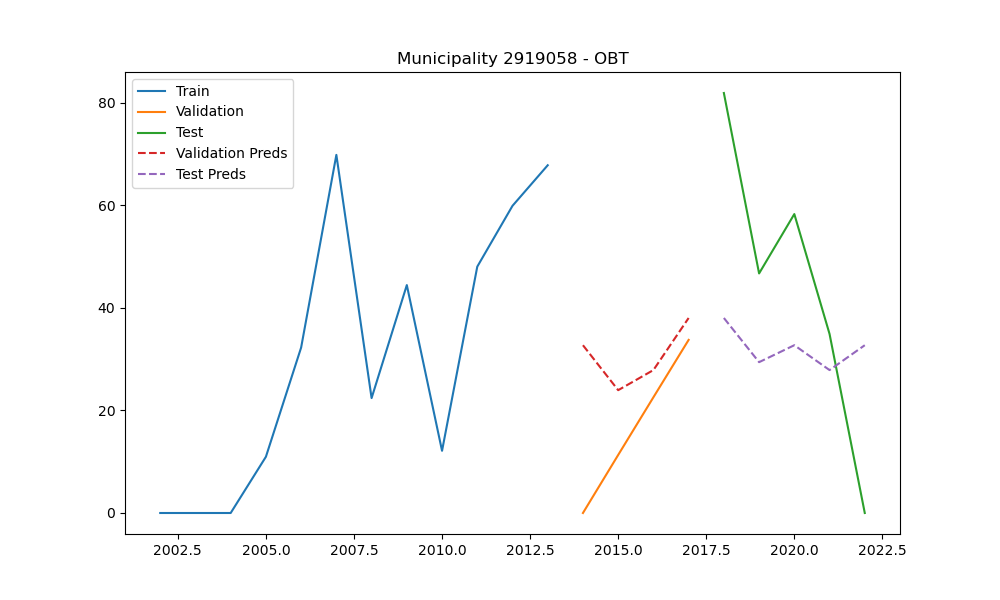 Municipality 2919058 - OBT
Train
Validation
Test
Validation Preds
Test Preds
80
60
40
20
0
2002.5 2005.0 2007.5 2010.0 2012.5 2015.0 2017.5 2020.0 2022.5